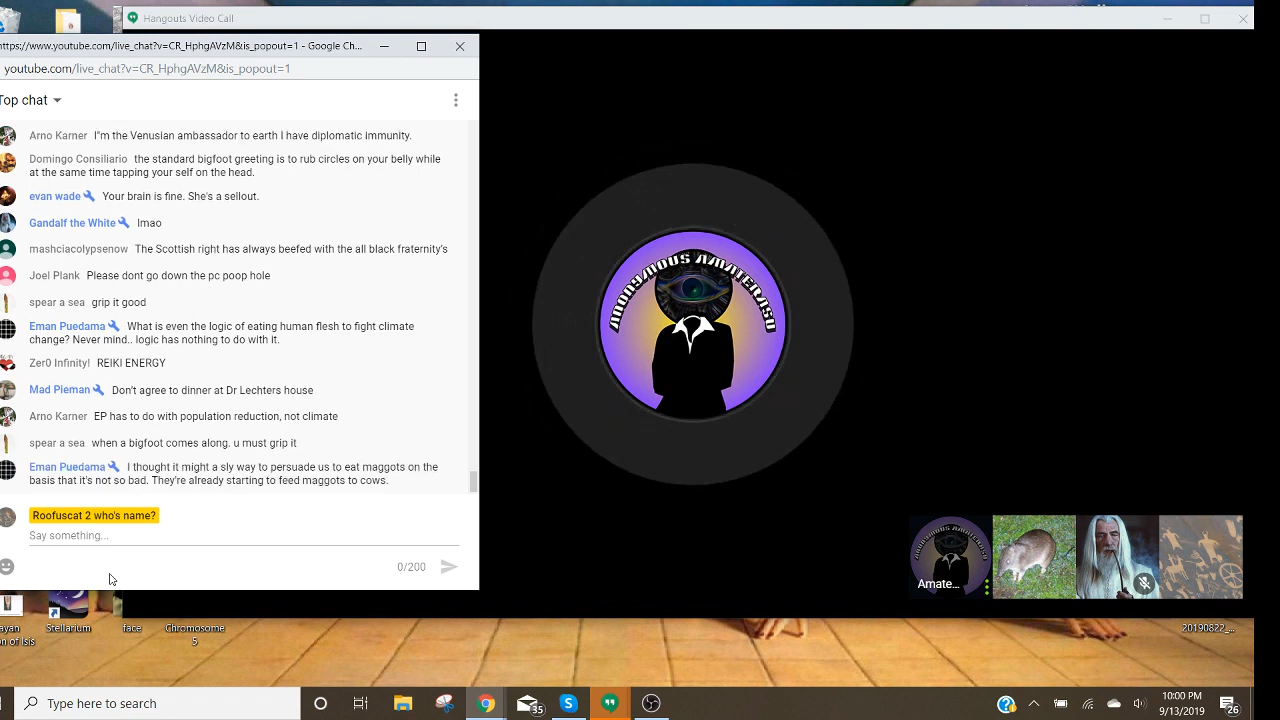 Hangouts Video Call
https://www.youtube.com/live_chat?v=CR_HphgAVzM&is_popout=1 - Google Ch...
youtube.com/live_chat?v=CR_HphgAVzM&is_popout=1
Top chat
Arno Karner I"m the Venusian ambassador to earth I have diplomatic immunity.
Domingo Consiliario the standard bigfoot greeting is to rub circles on your belly while
at the same time tapping your self on the head.
evan wade Your brain is fine. She's a sellout.
Gandalf the White lmao
mashciacolypsenow The Scottish right has always beefed with the all black fraternity's
Joel Plank Please dont go down the pc poop hole
spear a sea grip it good
Eman Puedama What is even the logic of eating human flesh to fight climate
change? Never mind.. logic has nothing to do with it.
Zer0 Infinity! REIKI ENERGY
Mad Pieman Don't agree to dinner at Dr Lechters house
Arno Karner EP has to do with population reduction, not climate
spear a sea when a bigfoot comes along. u must grip it
Eman Puedama I thought it might a sly way to persuade us to eat maggots on the
basis that it's not so bad. They're already starting to feed maggots to cows.
Roofuscat 2 who's name?
Say something...
0/200
ANONYMOUS AMATERASU
Amate...
ayan
on of Isis
Stellarium
face
Chromosome
5
20190822_...
Type here to search
35
10:00 PM
9/13/2019
26